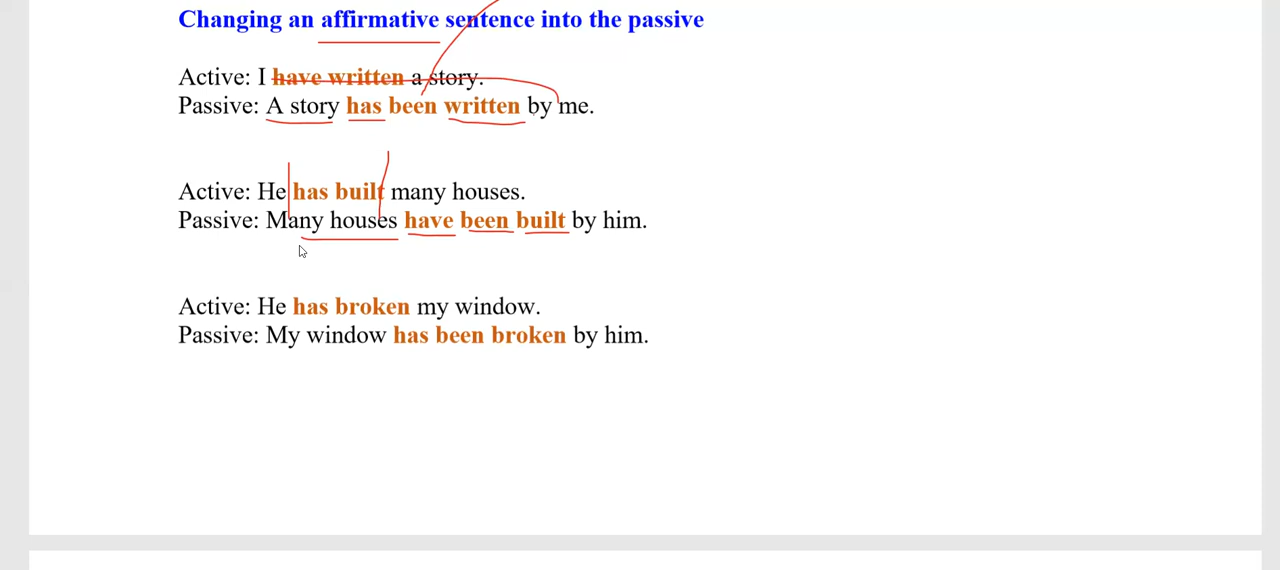 Changing an affirmative sentence into the passive
Active: I have written a story.
Passive: A story has been written by me.
Active: He has built many houses.
Passive: Many houses have been built by him.
Active: He has broken my window.
Passive: My window has been broken by him.